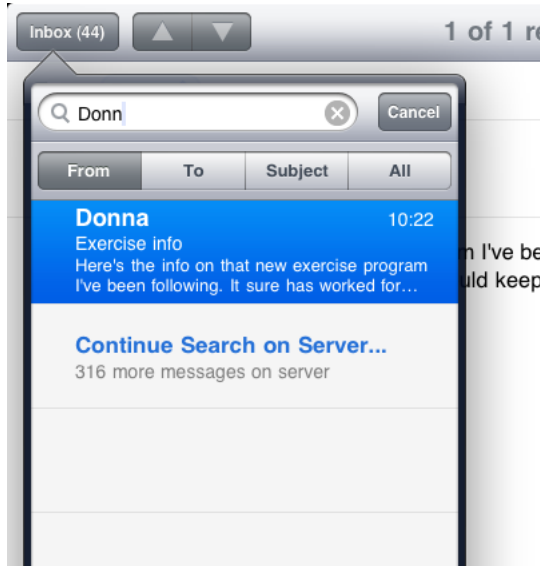 Inbox (44)
1 of 1
Donn
Cancel
From To Subject All
Donna 10:22
Exercise info
Here's the info on that new exercise program
I've been following. It sure has worked for...
I've
keep
Continue Search on Server...
316 more messages on server